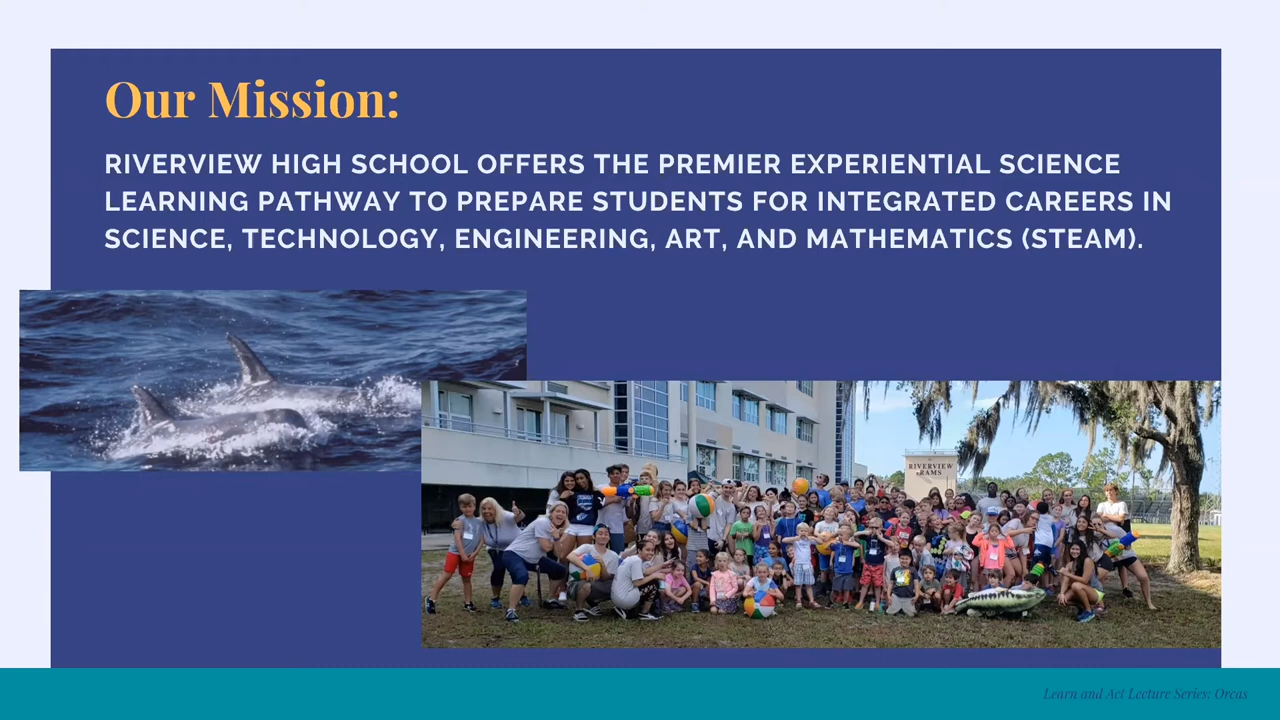 Our Mission:
RIVERVIEW HIGH SCHOOL OFFERS THE PREMIER EXPERIENTIAL SCIENCE
LEARNING PATHWAY TO PREPARE STUDENTS FOR INTEGRATED CAREERS IN
SCIENCE, TECHNOLOGY, ENGINEERING, ART, AND MATHEMATICS (STEAM).
RIVERVIEW
RAMS
Learn and Act Lecture Series: Orcas